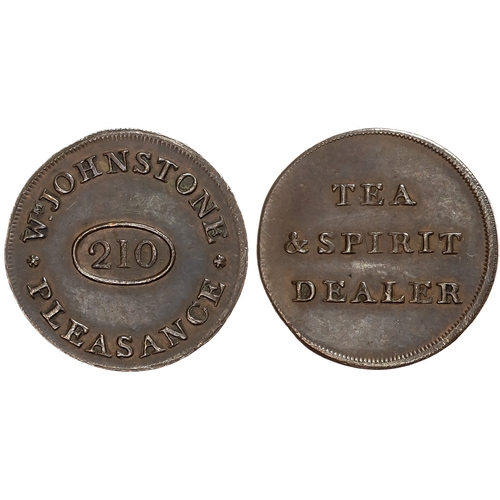 Wm JOHNSTONE
210
* PLEASANCE *
TEA
& SPIRIT
DEALER